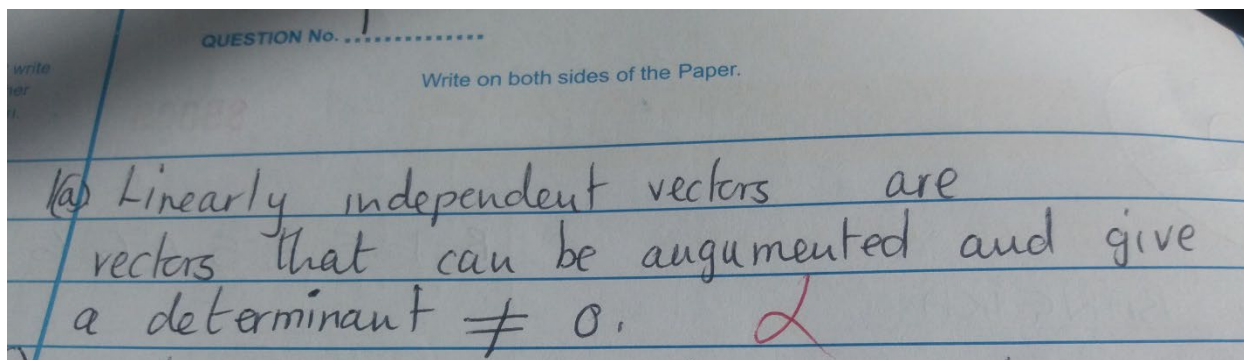 QUESTION No. 1
write
Write on both sides of the Paper.
1(a) Linearly independent vectors are
vectors that can be augumented and give
a determinant ≠ 0.